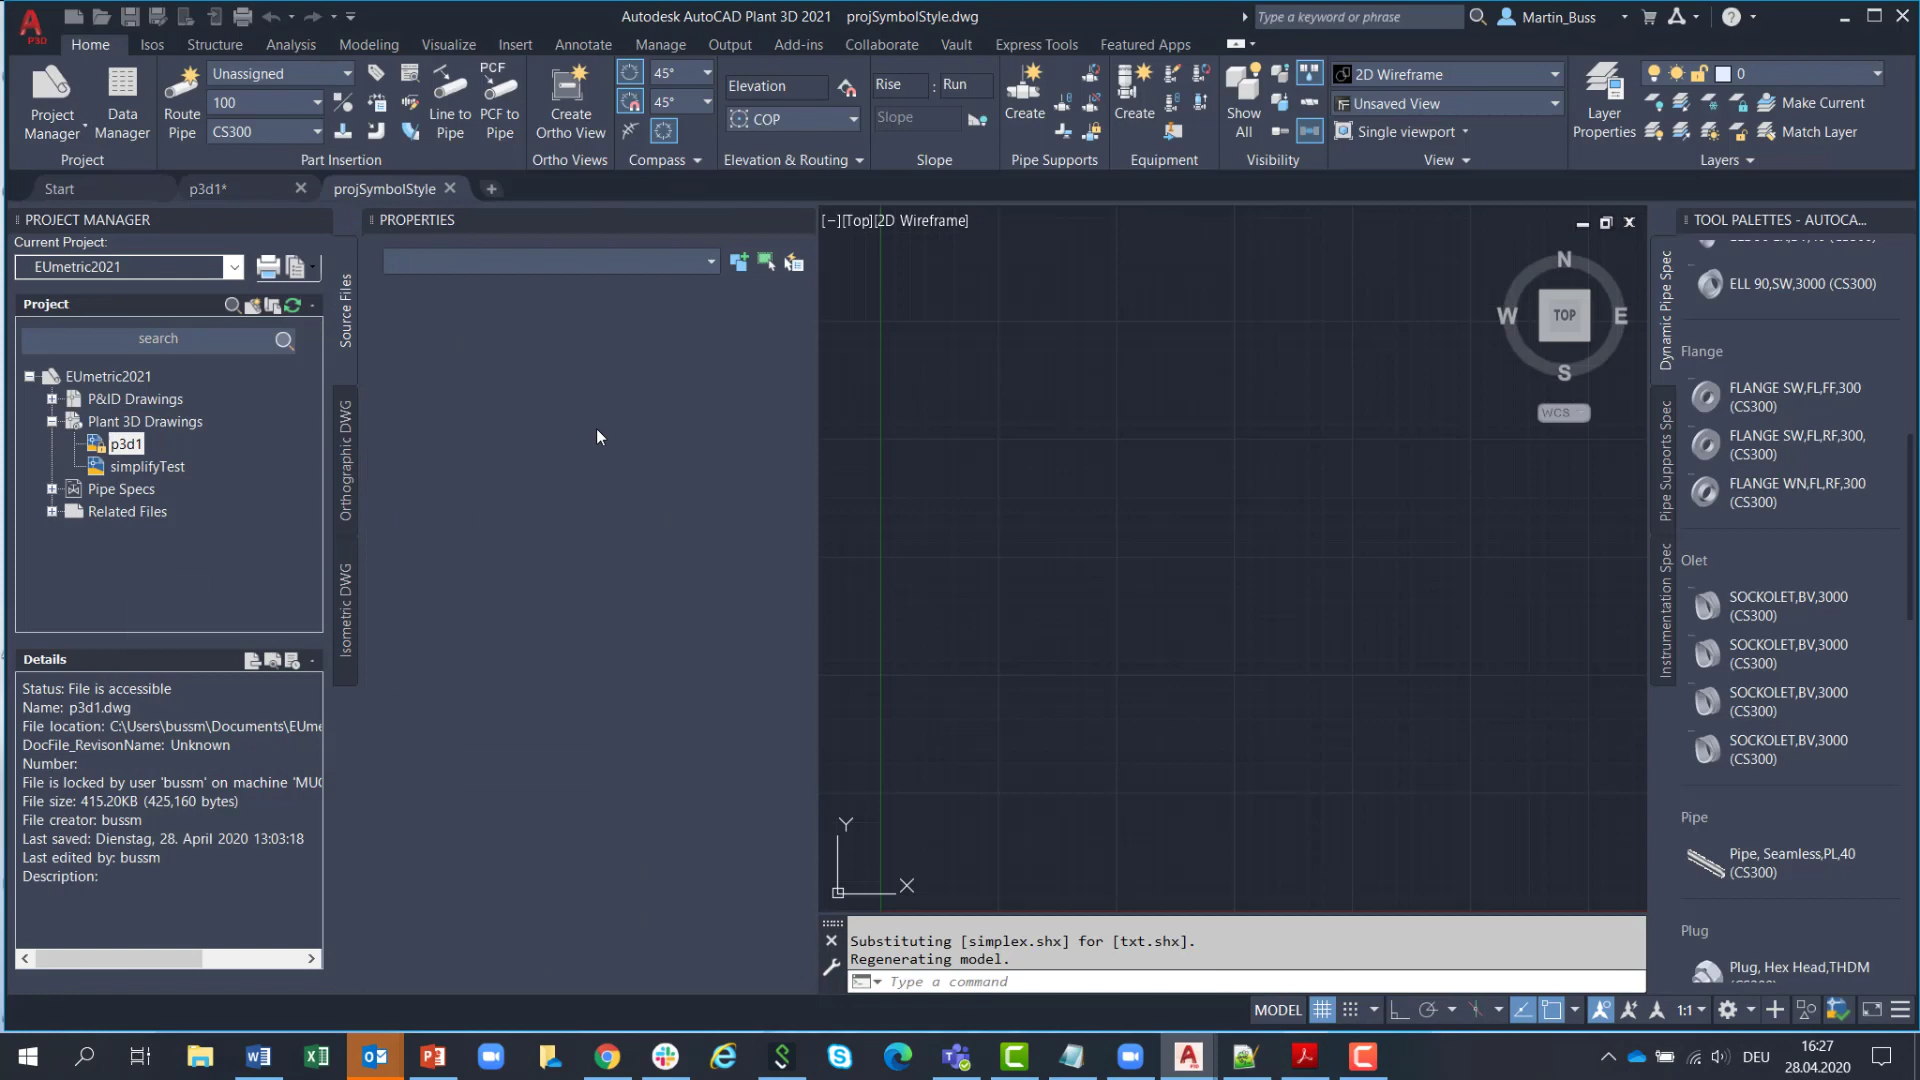 Autodesk AutoCAD Plant 3D 2021 projSymbolStyle.dwg
Type a keyword or phrase
Martin_Buss
P3D
Home Isos Structure Analysis Modeling Visualize Insert Annotate Manage Output Add-ins Collaborate Vault Express Tools Featured Apps
Project Manager
Data Manager
Project
Route Pipe
Unassigned
100
CS300
Line to Pipe
PCF
PCF to Pipe
Part Insertion
Create Ortho View
Ortho Views
45°
45°
Compass
Elevation
COP
Elevation & Routing
Rise : Run
Slope
Slope
Create
Pipe Supports
Create
Equipment
Show All
Visibility
2D Wireframe
Unsaved View
Single viewport
View
Layer Properties
0
Make Current
Match Layer
Layers
Start
p3d1*
projSymbolStyle
PROJECT MANAGER
Current Project:
EUmetric2021
Project
search
EUmetric2021
P&ID Drawings
Plant 3D Drawings
p3d1
simplifyTest
Pipe Specs
Related Files
Source Files
Orthographic DWG
Isometric DWG
Details
Status: File is accessible
Name: p3d1.dwg
File location: C:\Users\bussm\Documents\EUme
DocFile_RevisonName: Unknown
Number:
File is locked by user 'bussm' on machine 'MUC
File size: 415.20KB (425,160 bytes)
File creator: bussm
Last saved: Dienstag, 28. April 2020 13:03:18
Last edited by: bussm
Description:
PROPERTIES
[−][Top][2D Wireframe]
N
W TOP E
S
WCS
Y
X
Substituting [simplex.shx] for [txt.shx].
Regenerating model.
Type a command
TOOL PALETTES - AUTOCA...
Dynamic Pipe Spec
Pipe Supports Spec
Instrumentation Spec
ELL 90,SW,3000 (CS300)
Flange
FLANGE SW,FL,FF,300
(CS300)
FLANGE SW,FL,RF,300,
(CS300)
FLANGE WN,FL,RF,300
(CS300)
Olet
SOCKOLET,BV,3000
(CS300)
SOCKOLET,BV,3000
(CS300)
SOCKOLET,BV,3000
(CS300)
SOCKOLET,BV,3000
(CS300)
Pipe
Pipe, Seamless,PL,40
(CS300)
Plug
Plug, Hex Head,THDM
MODEL
1:1
DEU
16:27
28.04.2020